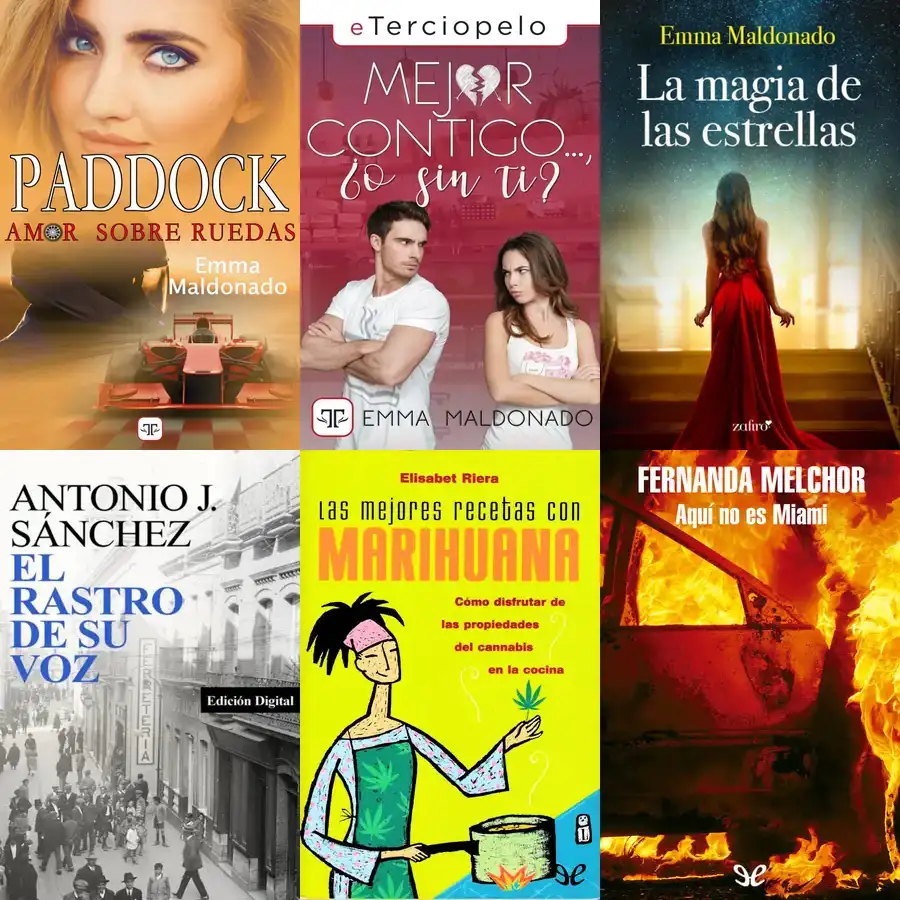 PADDOCK
AMOR SOBRE RUEDAS
Emma
Maldonado
eTerciopelo
MEJOR
CONTIGO...,
¿o sin ti?
EMMA MALDONADO
Emma Maldonado
La magia de
las estrellas
zafiro
ANTONIO J.
SÁNCHEZ
EL
RASTRO
DE SU
VOZ
FERRETERIA
Edición Digital
Elisabet Riera
Las mejores recetas con
MARIHUANA
Cómo disfrutar de
las propiedades
del cannabis
en la cocina
FERNANDA MELCHOR
Aquí no es Miami